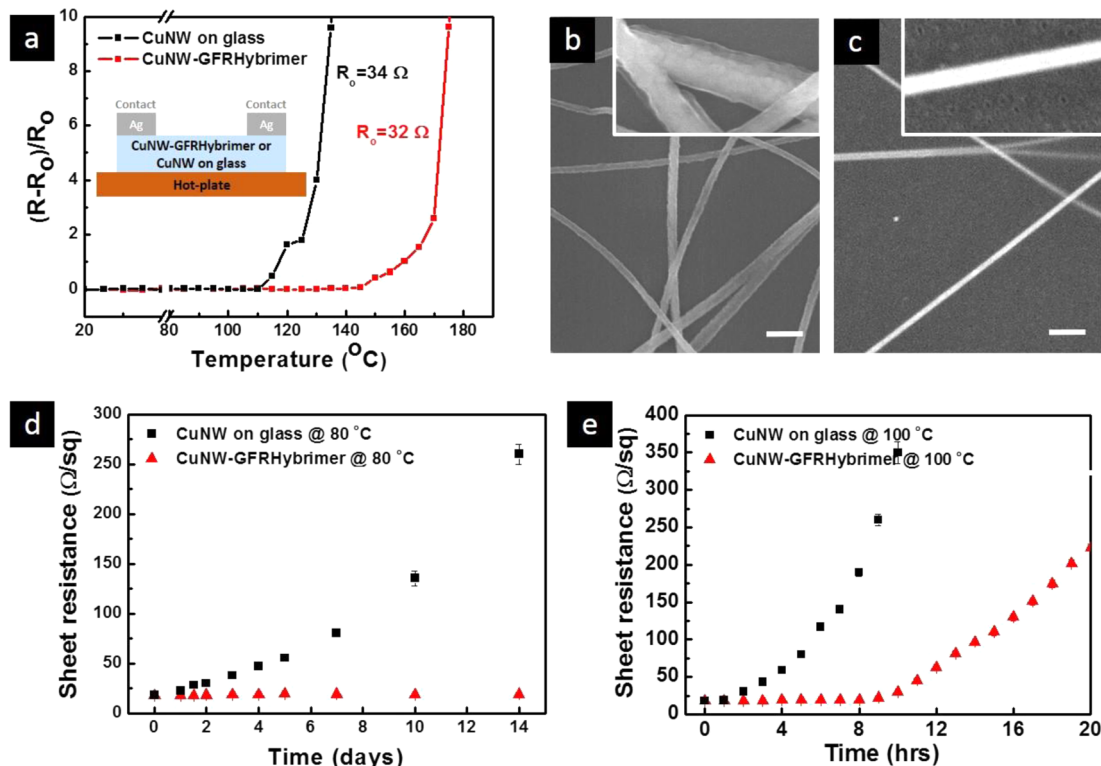 a
10
8
6
4
2
0
(R-Ro)/Ro
CuNW on glass
CuNW-GFRHybrimer
Ro=34 Ω
Ro=32 Ω
Contact Contact
Ag Ag
CuNW-GFRHybrimer or
CuNW on glass
Hot-plate
20 80 100 120 140 160 180
Temperature (OC)
b
c
d
300
250
200
150
100
50
0
Sheet resistance (Ω/sq)
CuNW on glass @ 80 °C
CuNW-GFRHybrimer @ 80 °C
0 2 4 6 8 10 12 14
Time (days)
e
400
350
300
250
200
150
100
50
0
Sheet resistance (Ω/sq)
CuNW on glass @ 100 °C
CuNW-GFRHybrimer @ 100 °C
0 4 8 12 16 20
Time (hrs)